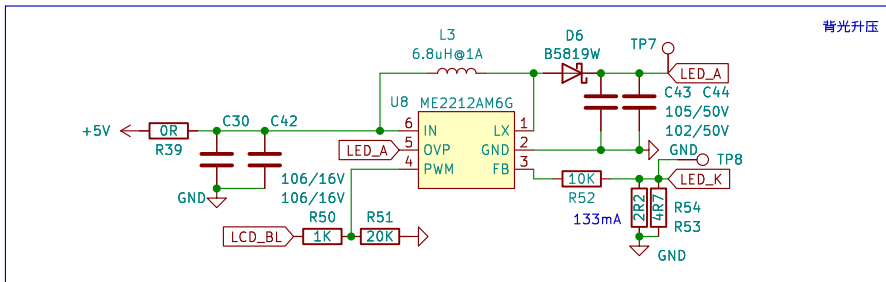 背光升压
L3
6.8uH@1A
D6
B5819W
TP7
LED_A
C43 C44
105/50V
102/50V
GND
U8 ME2212AM6G
6 IN LX 1
5 OVP GND 2
4 PWM FB 3
+5V
0R
R39
C30 C42
106/16V
106/16V
GND
LED_A
TP8
LED_K
10K
R52
133mA
2R2
4R7
R54
R53
GND
R50 R51
LCD_BL
1K
20K